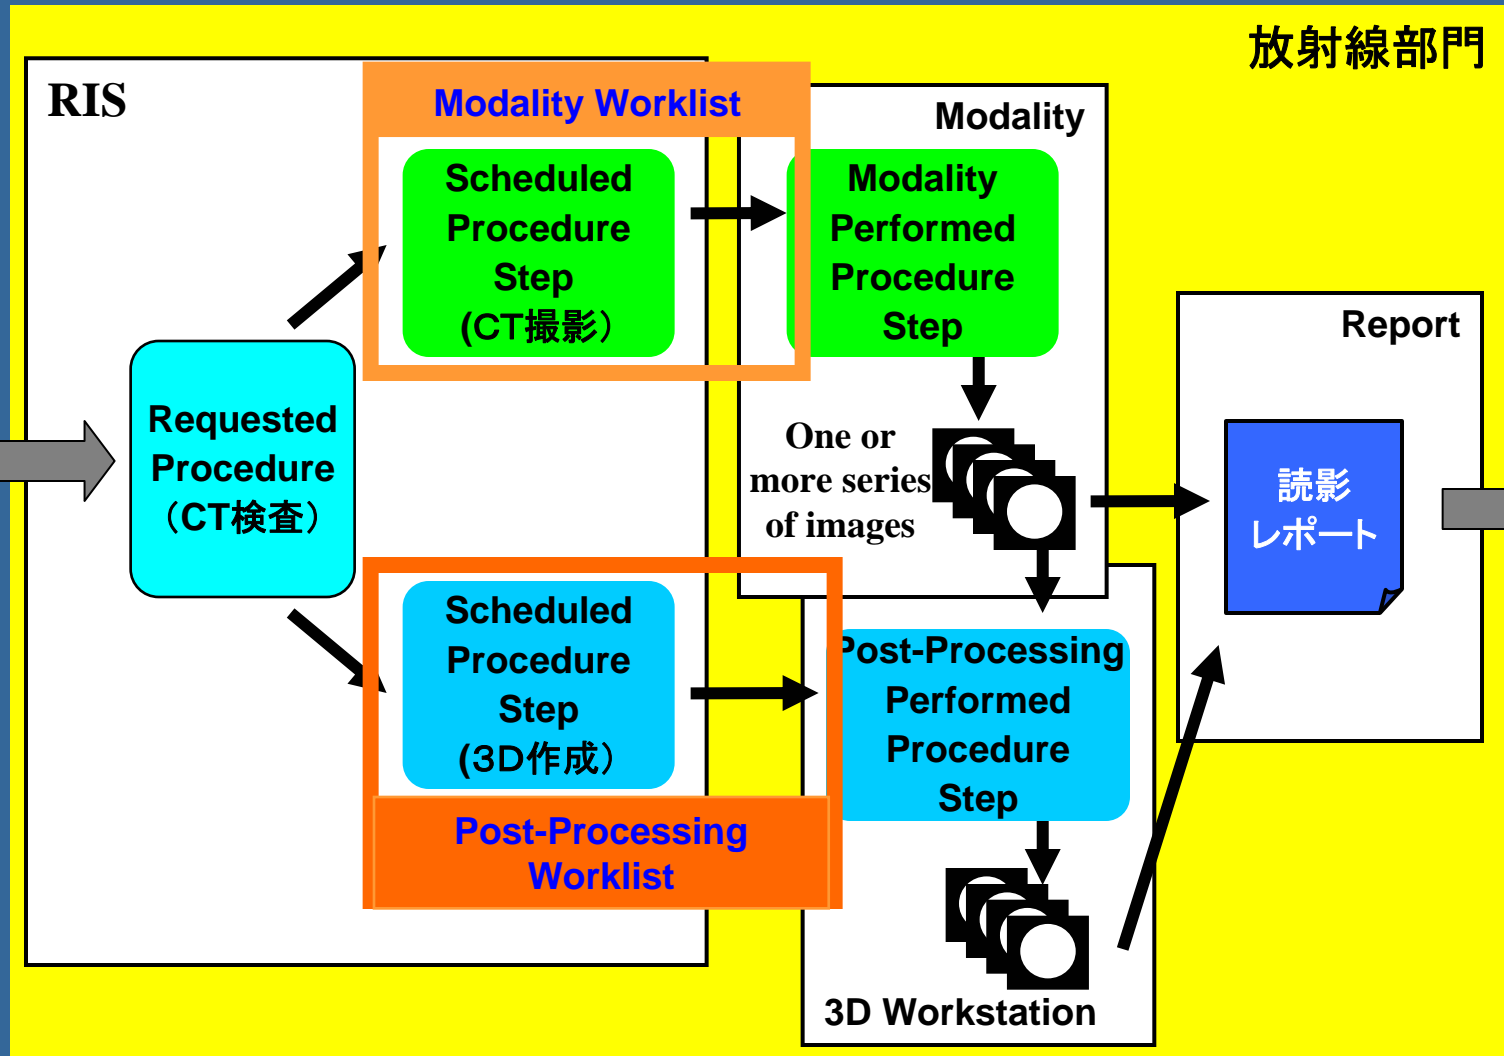 放射線部門
RIS
Modality Worklist
Modality
Scheduled
Procedure
Step
(CT撮影）
Modality
Performed
Procedure
Step
Report
Requested
Procedure
（CT検査）
One or
more series
of images
読影
レポート
Scheduled
Procedure
Step
(３D作成）
Post-Processing
Performed
Procedure
Step
Post-Processing
Worklist
3D Workstation